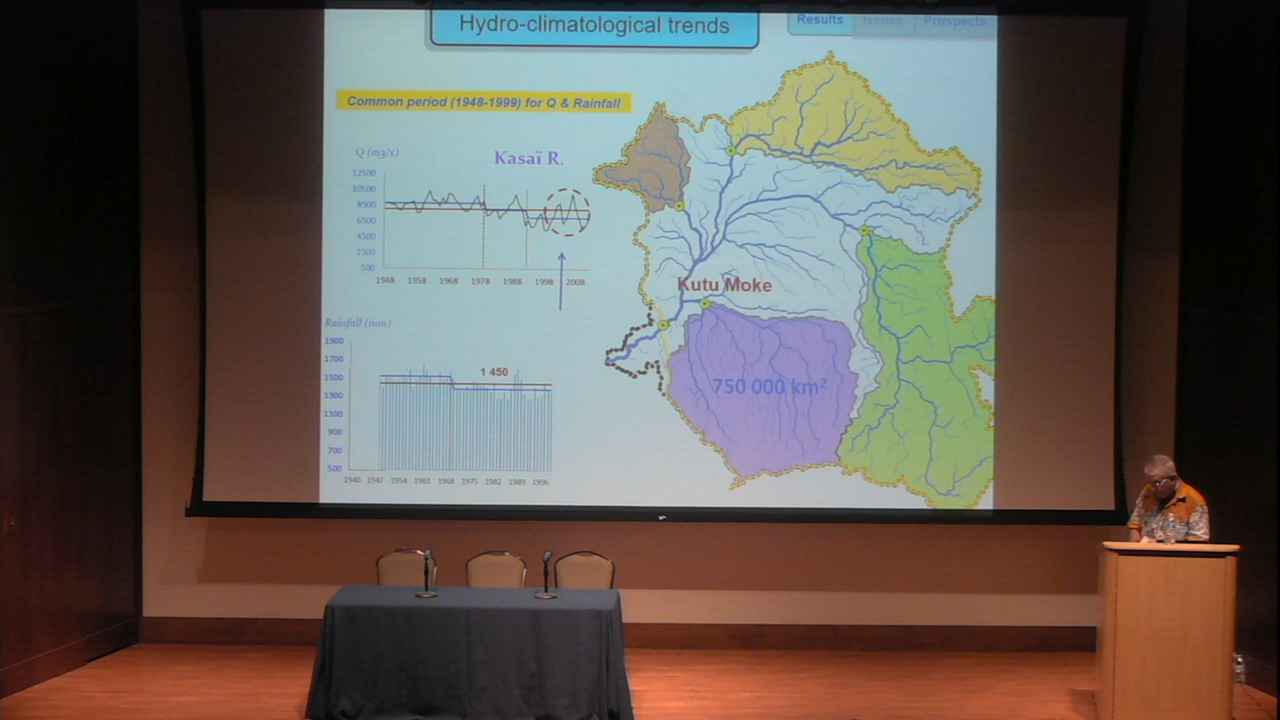 Hydro-climatological trends
Results
Issues
Prospects
Common period (1948-1999) for Q & Rainfall
Q (m3/s)
Kasaï R.
12500
10500
8500
6500
4500
2500
500
1948 1958 1968 1978 1988 1998 2008
Kutu Moke
750 000 km²
Rainfall (mm)
1900
1700
1500
1300
1100
900
700
500
1 450
1940 1947 1954 1961 1968 1975 1982 1989 1996